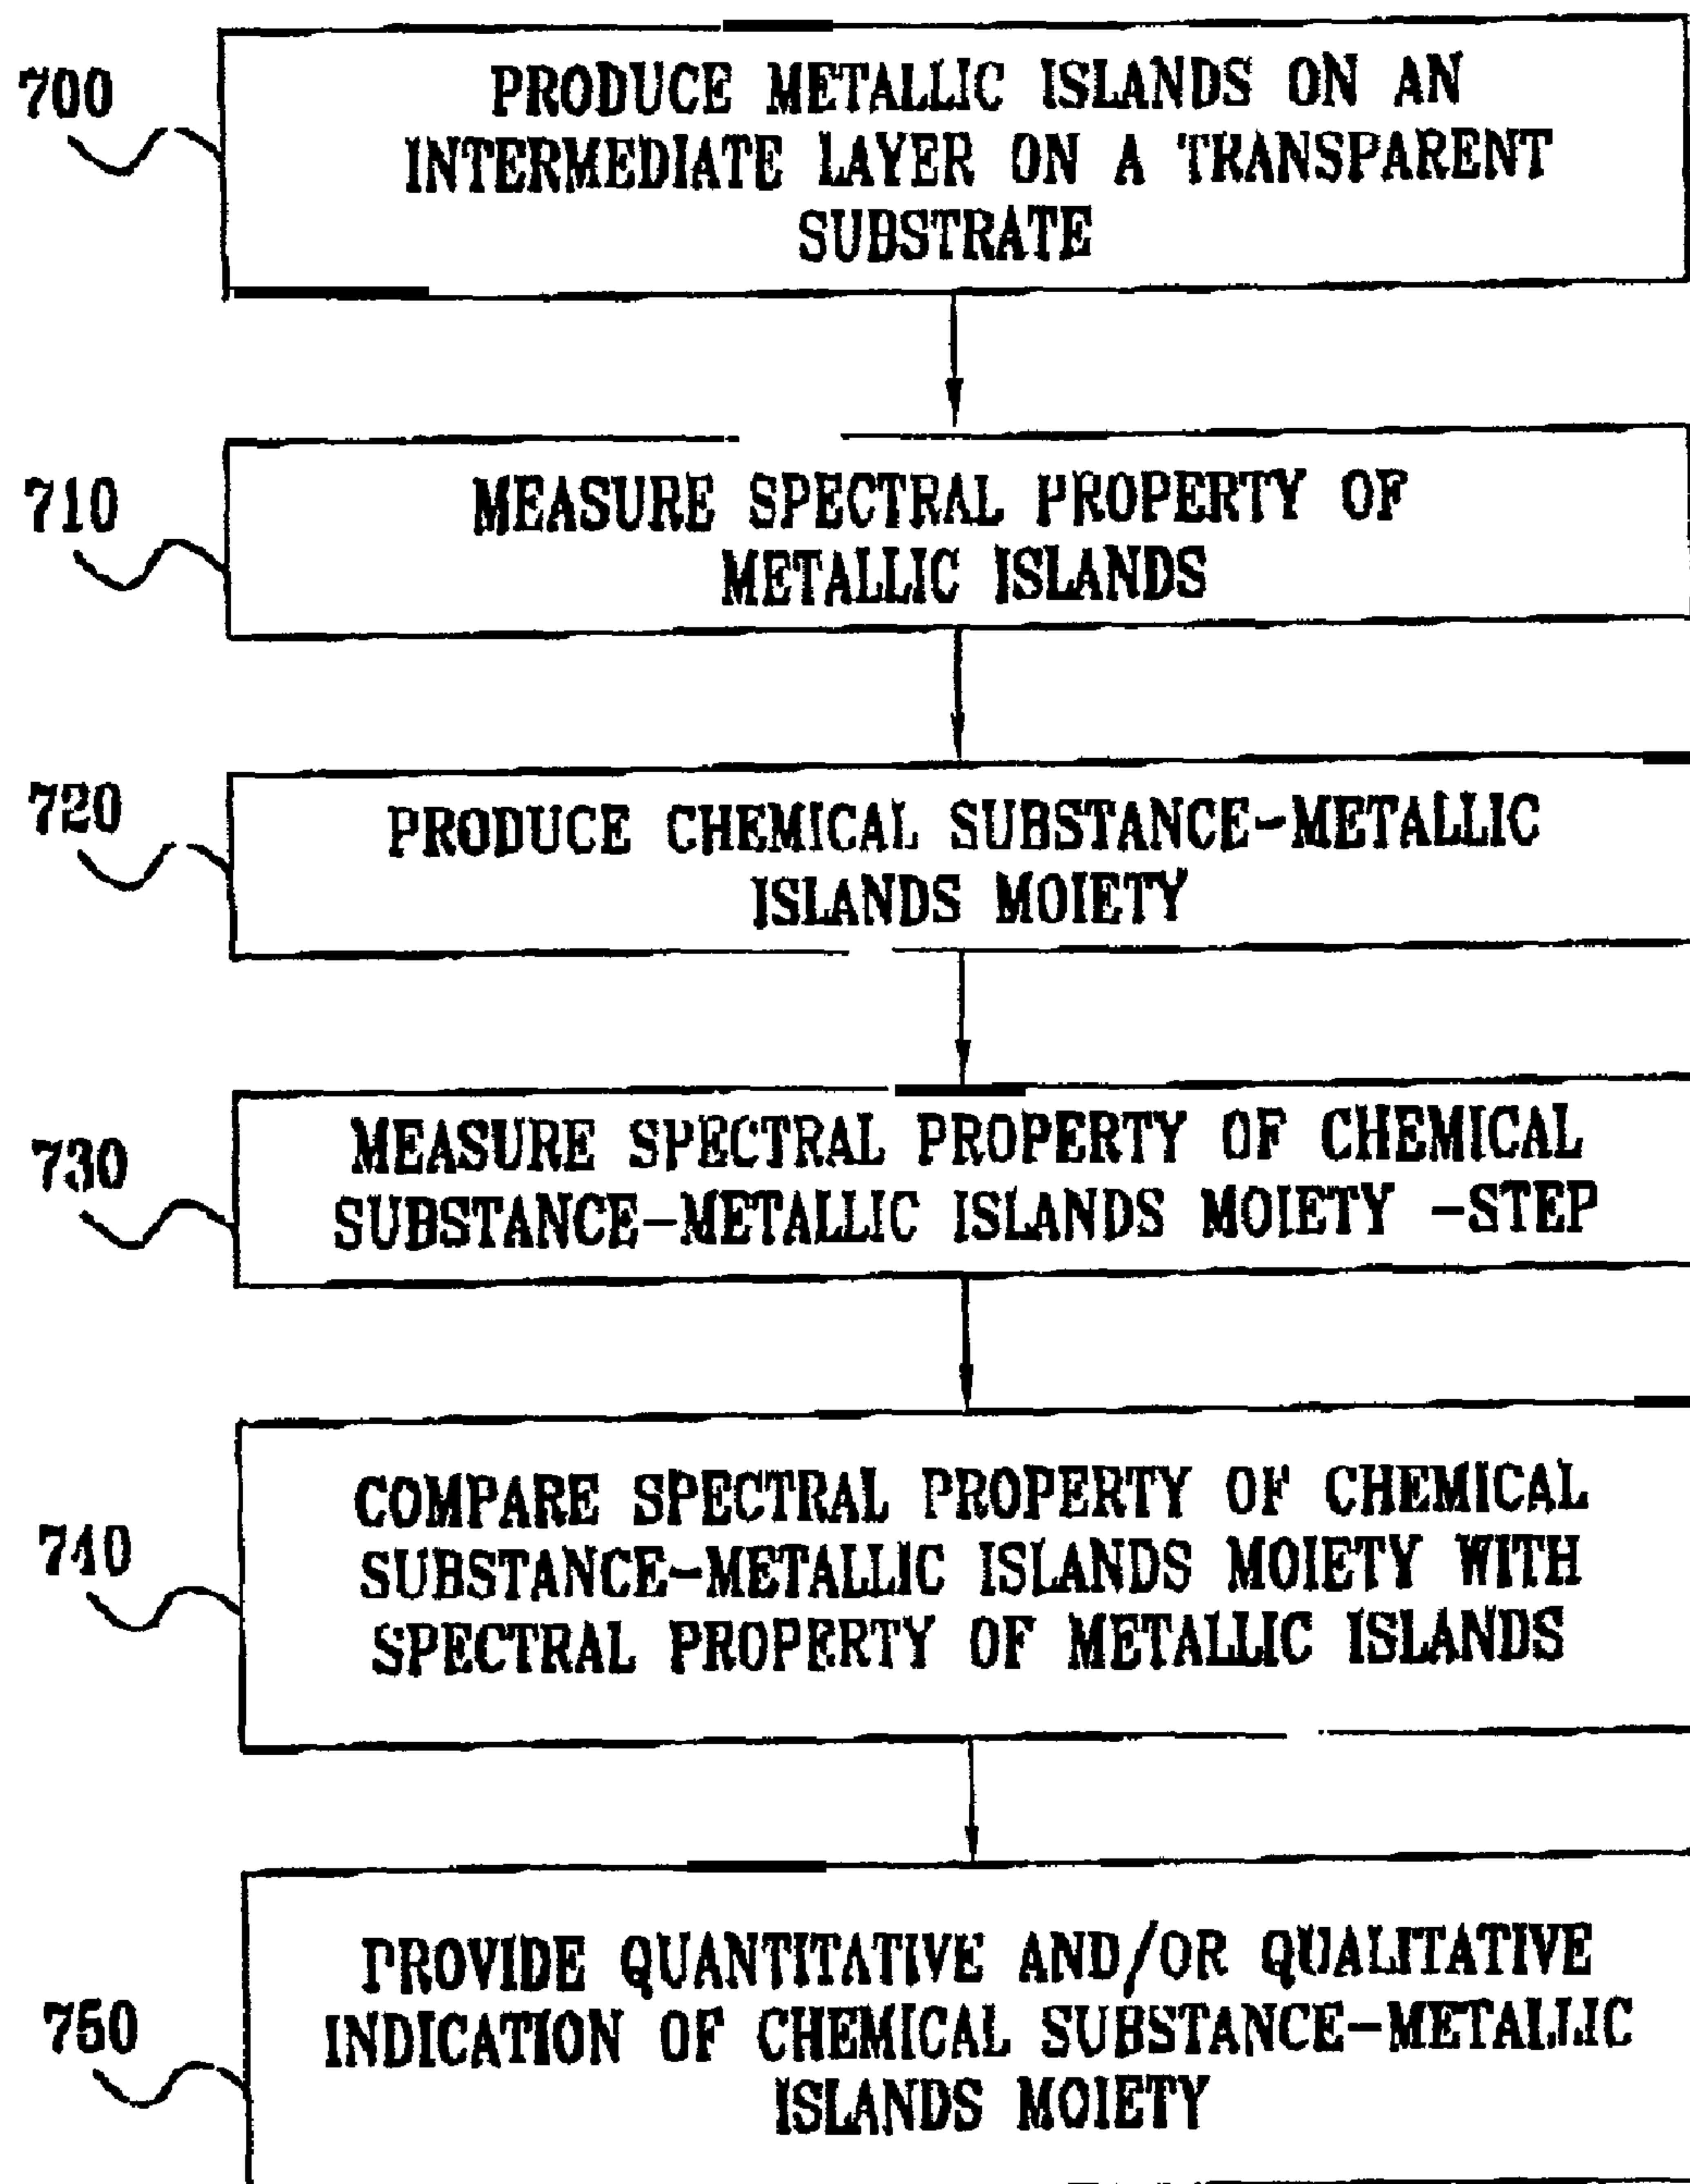 700
PRODUCE METALLIC ISLANDS ON AN
INTERMEDIATE LAYER ON A TRANSPARENT
SUBSTRATE
710
MEASURE SPECTRAL PROPERTY OF
METALLIC ISLANDS
720
PRODUCE CHEMICAL SUBSTANCE-METALLIC
ISLANDS MOIETY
730
MEASURE SPECTRAL PROPERTY OF CHEMICAL
SUBSTANCE-METALLIC ISLANDS MOIETY -STEP
740
COMPARE SPECTRAL PROPERTY OF CHEMICAL
SUBSTANCE-METALLIC ISLANDS MOIETY WITH
SPECTRAL PROPERTY OF METALLIC ISLANDS
750
PROVIDE QUANTITATIVE AND/OR QUALITATIVE
INDICATION OF CHEMICAL SUBSTANCE-METALLIC
ISLANDS MOIETY